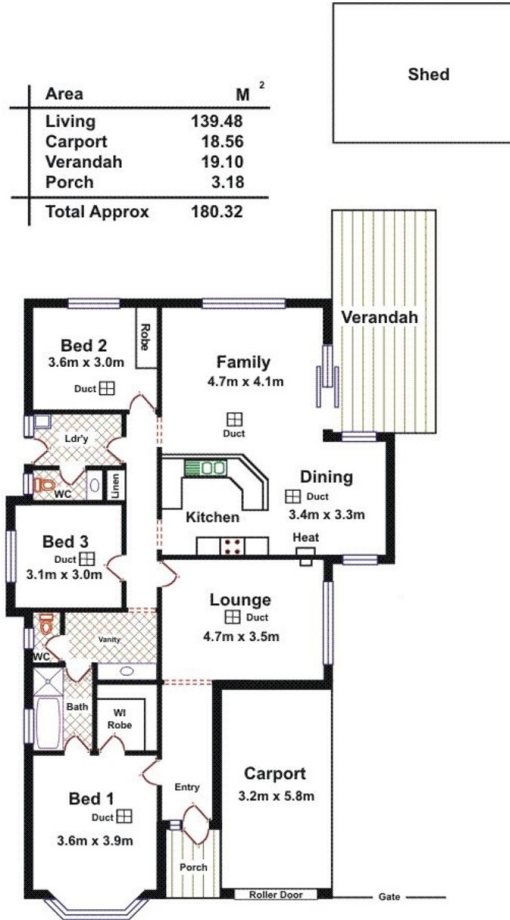 Shed
Area M 2
Living 139.48
Carport 18.56
Verandah 19.10
Porch 3.18
Total Approx 180.32
Verandah
Bed 2
3.6m x 3.0m
Duct
Robe
Family
4.7m x 4.1m
Duct
Ldr'y
WC
Linen
Dining
Duct
3.4m x 3.3m
Kitchen
Heat
Bed 3
Duct
3.1m x 3.0m
Lounge
Duct
4.7m x 3.5m
WC
Vanity
Bath
WI
Robe
Entry
Carport
3.2m x 5.8m
Bed 1
Duct
3.6m x 3.9m
Porch
Roller Door
Gate